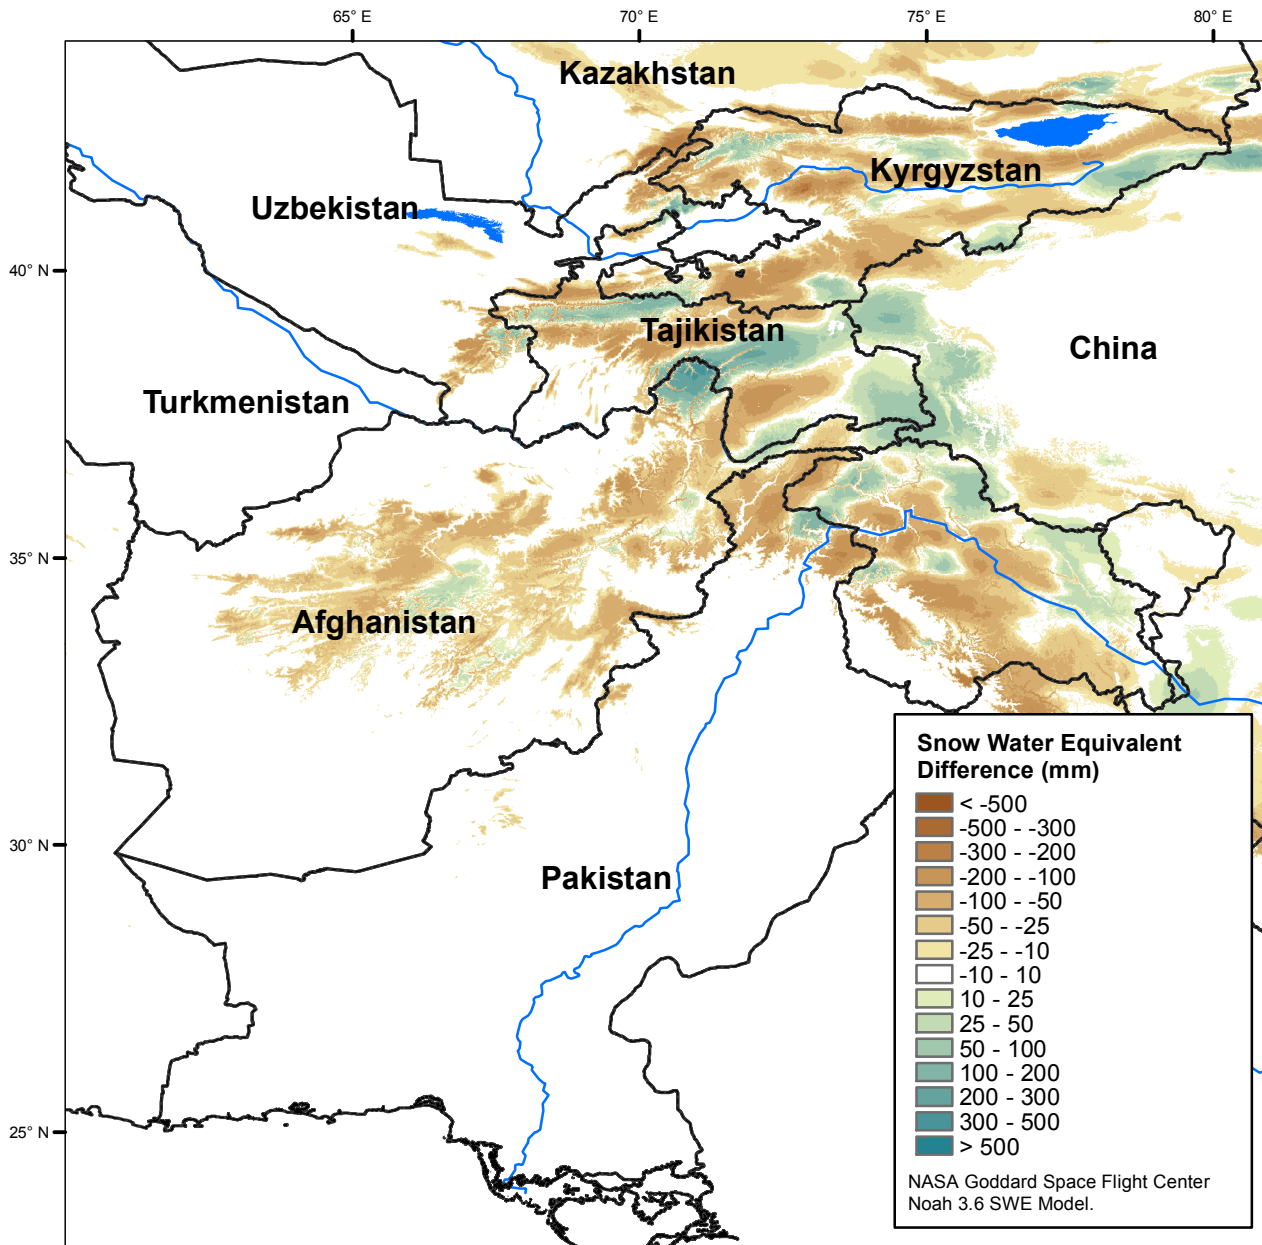 65° E
70° E
75° E
80° E
Kazakhstan
Kyrgyzstan
Uzbekistan
40° N
Tajikistan
China
Turkmenistan
35° N
Afghanistan
30° N
Pakistan
25° N
Snow Water Equivalent
Difference (mm)
< -500
-500 - -300
-300 - -200
-200 - -100
-100 - -50
-50 - -25
-25 - -10
-10 - 10
10 - 25
25 - 50
50 - 100
100 - 200
200 - 300
300 - 500
> 500
NASA Goddard Space Flight Center
Noah 3.6 SWE Model.